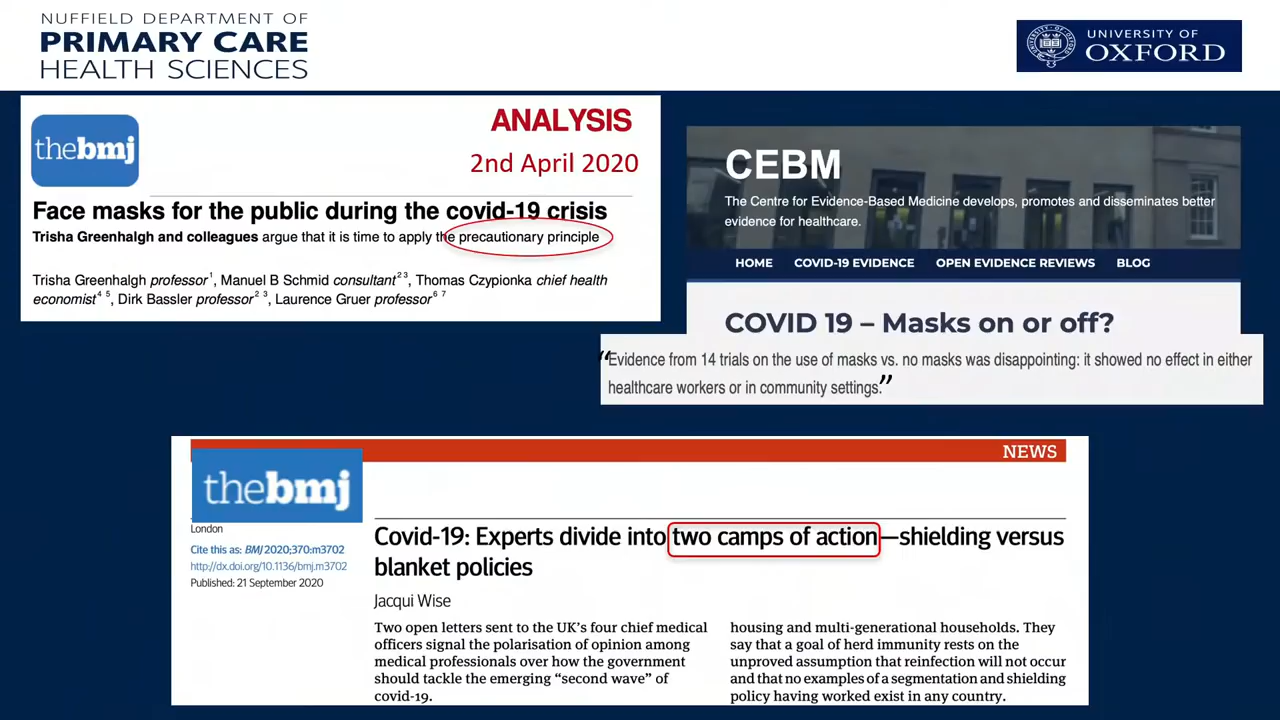 NUFFIELD DEPARTMENT OF
PRIMARY CARE
HEALTH SCIENCES
UNIVERSITY OF
OXFORD
thebmj
ANALYSIS
2nd April 2020
Face masks for the public during the covid-19 crisis
Trisha Greenhalgh and colleagues argue that it is time to apply the precautionary principle
Trisha Greenhalgh professor¹, Manuel B Schmid consultant²³, Thomas Czypionka chief health
economist⁴⁵, Dirk Bassler professor²³, Laurence Gruer professor⁶⁷
CEBM
The Centre for Evidence-Based Medicine develops, promotes and disseminates better
evidence for healthcare.
HOME COVID-19 EVIDENCE OPEN EVIDENCE REVIEWS BLOG
COVID 19 – Masks on or off?
“Evidence from 14 trials on the use of masks vs. no masks was disappointing: it showed no effect in either
healthcare workers or in community settings.”
NEWS
thebmj
London
Cite this as: BMJ 2020;370:m3702
http://dx.doi.org/10.1136/bmj.m3702
Published: 21 September 2020
Covid-19: Experts divide into two camps of action—shielding versus
blanket policies
Jacqui Wise
Two open letters sent to the UK’s four chief medical
officers signal the polarisation of opinion among
medical professionals over how the government
should tackle the emerging “second wave” of
covid-19.
housing and multi-generational households. They
say that a goal of herd immunity rests on the
unproved assumption that reinfection will not occur
and that no examples of a segmentation and shielding
policy having worked exist in any country.